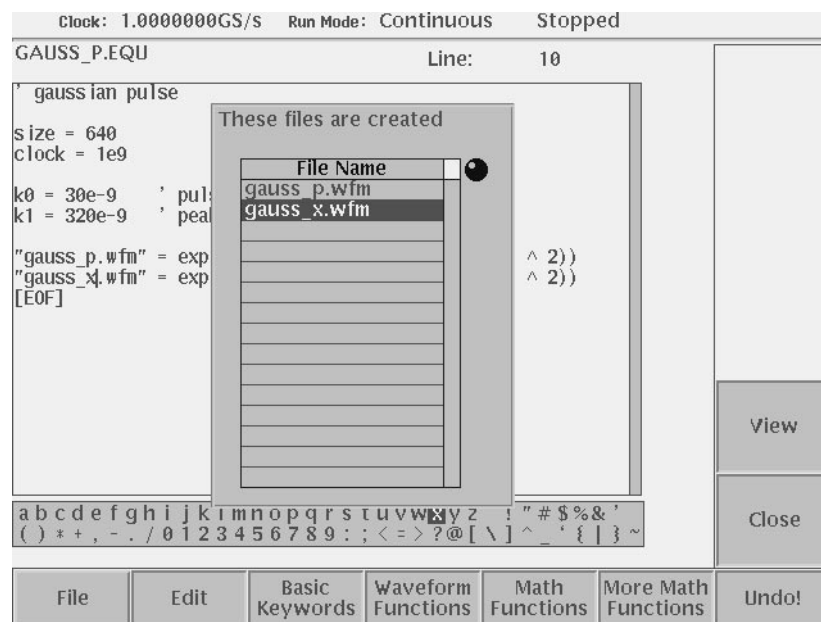 Clock: 1.0000000GS/s Run Mode: Continuous Stopped
GAUSS_P.EQU Line: 10
' gaussian pulse
size = 640
clock = 1e9
k0 = 30e-9 ' pul
k1 = 320e-9 ' peak
"gauss_p.wfm" = exp ^ 2))
"gauss_x.wfm" = exp ^ 2))
[EOF]
These files are created
File Name
gauss_p.wfm
gauss_x.wfm
View
Close
a b c d e f g h i j k l m n o p q r s t u v w x y z ! " # $ % & '
( ) * + , - . / 0 1 2 3 4 5 6 7 8 9 : ; < = > ? @ [ \ ] ^ _ ` { | } ~
File
Edit
Basic Keywords
Waveform Functions
Math Functions
More Math Functions
Undo!